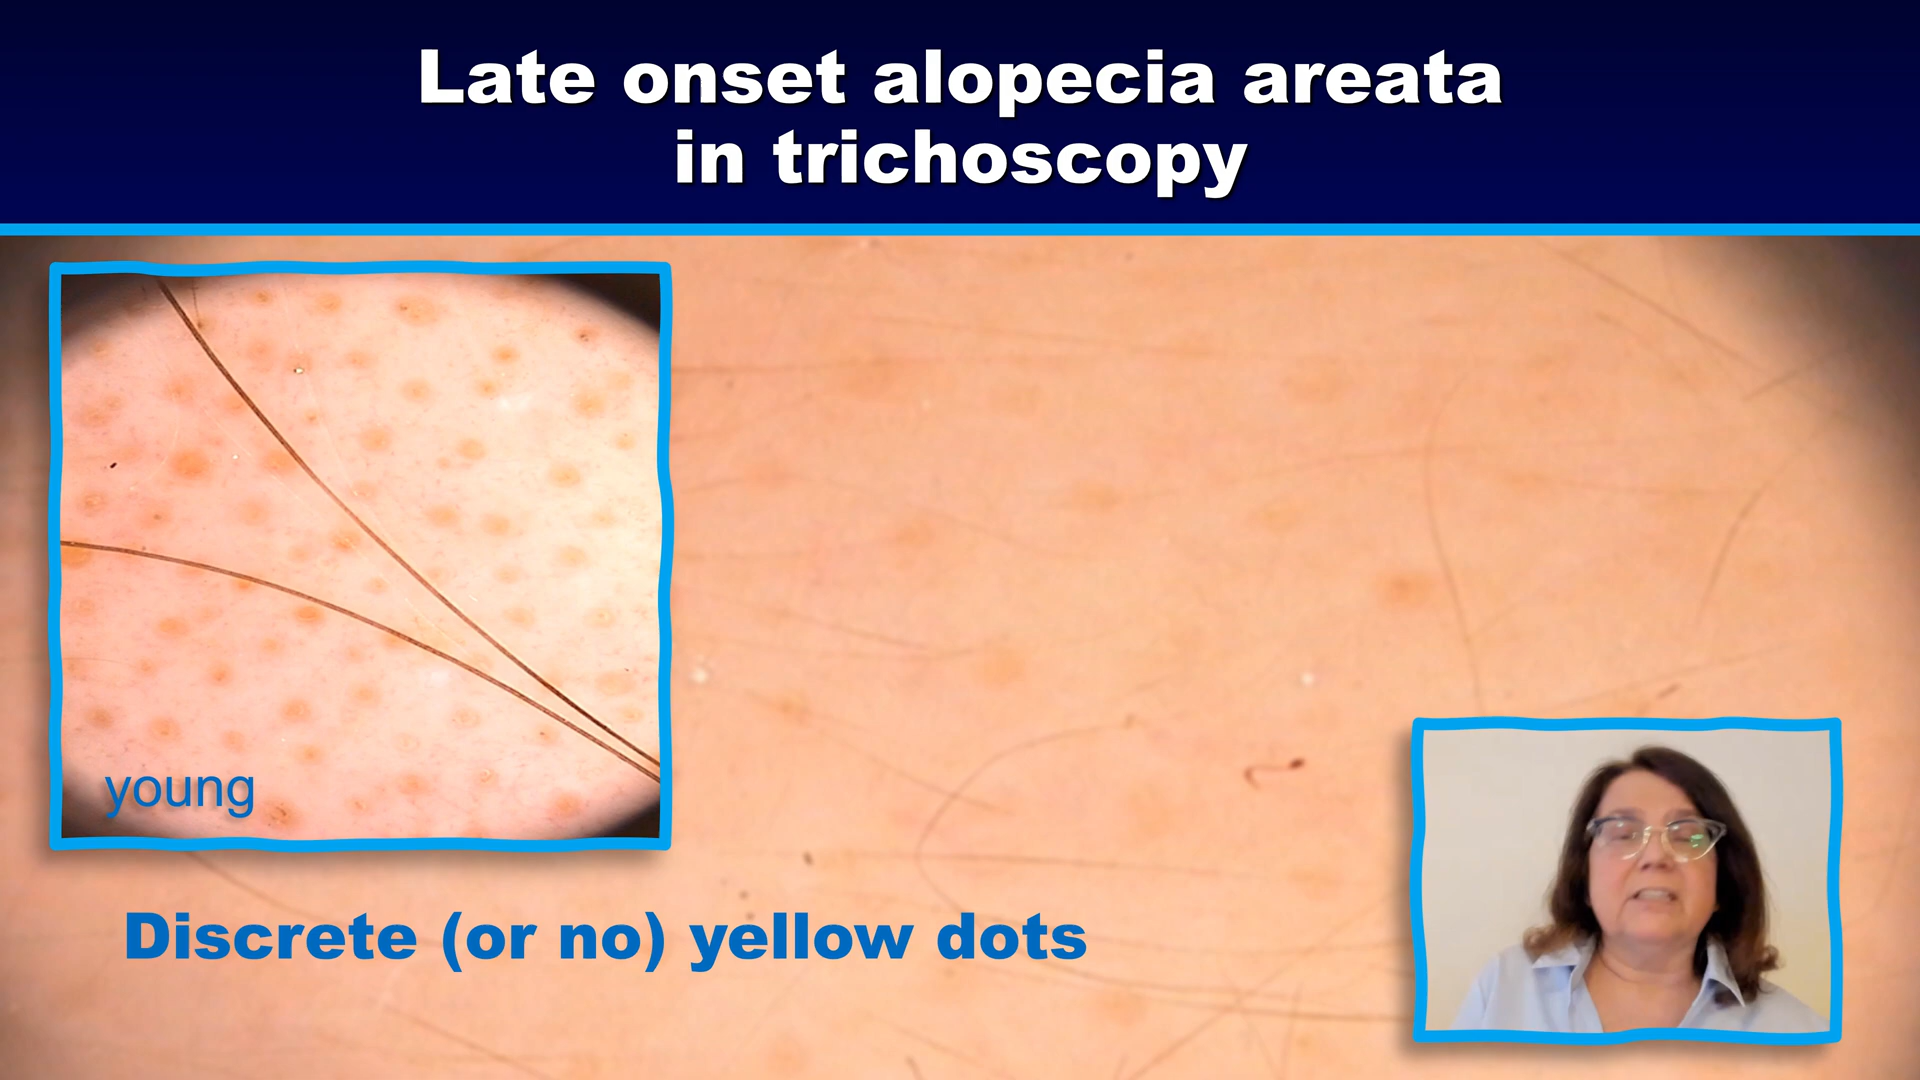 Late onset alopecia areata
in trichoscopy
young
Discrete (or no) yellow dots